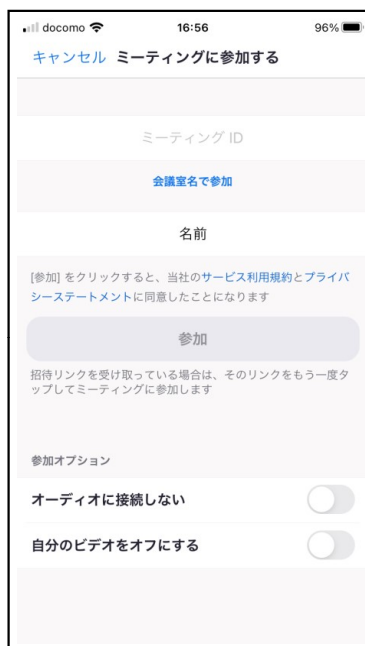 docomo 16:56 96%
キャンセル ミーティングに参加する
ミーティング ID
会議室名で参加
名前
[参加] をクリックすると、当社のサービス利用規約とプライバ
シーステートメントに同意したことになります
参加
招待リンクを受け取っている場合は、そのリンクをもう一度タ
ップしてミーティングに参加します
参加オプション
オーディオに接続しない
自分のビデオをオフにする